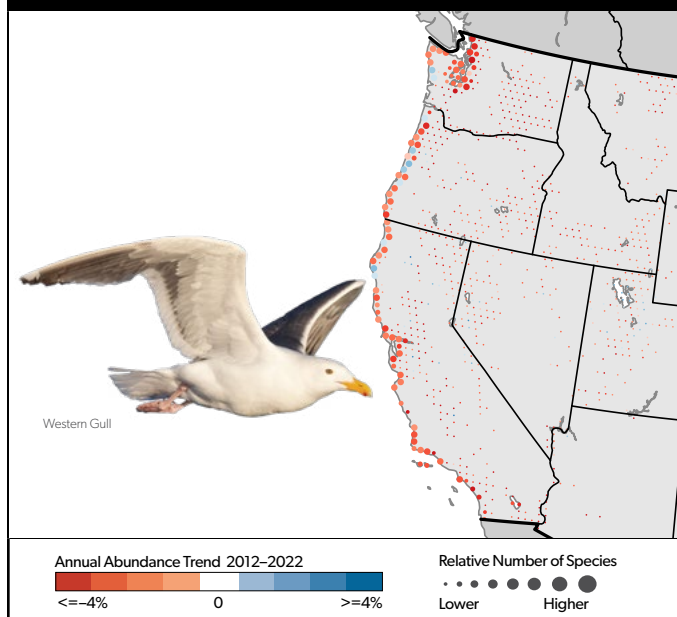 Western Gull
Annual Abundance Trend 2012–2022
<=–4%
0
>=4%
Relative Number of Species
Lower
Higher